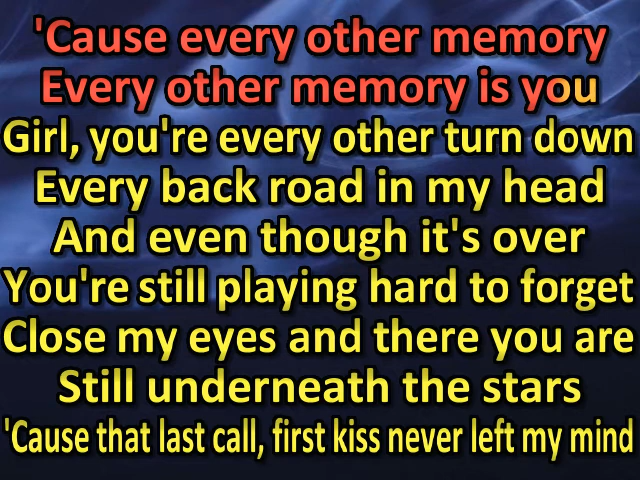 'Cause every other memory
Every other memory is you
Girl, you're every other turn down
Every back road in my head
And even though it's over
You're still playing hard to forget
Close my eyes and there you are
Still underneath the stars
'Cause that last call, first kiss never left my mind